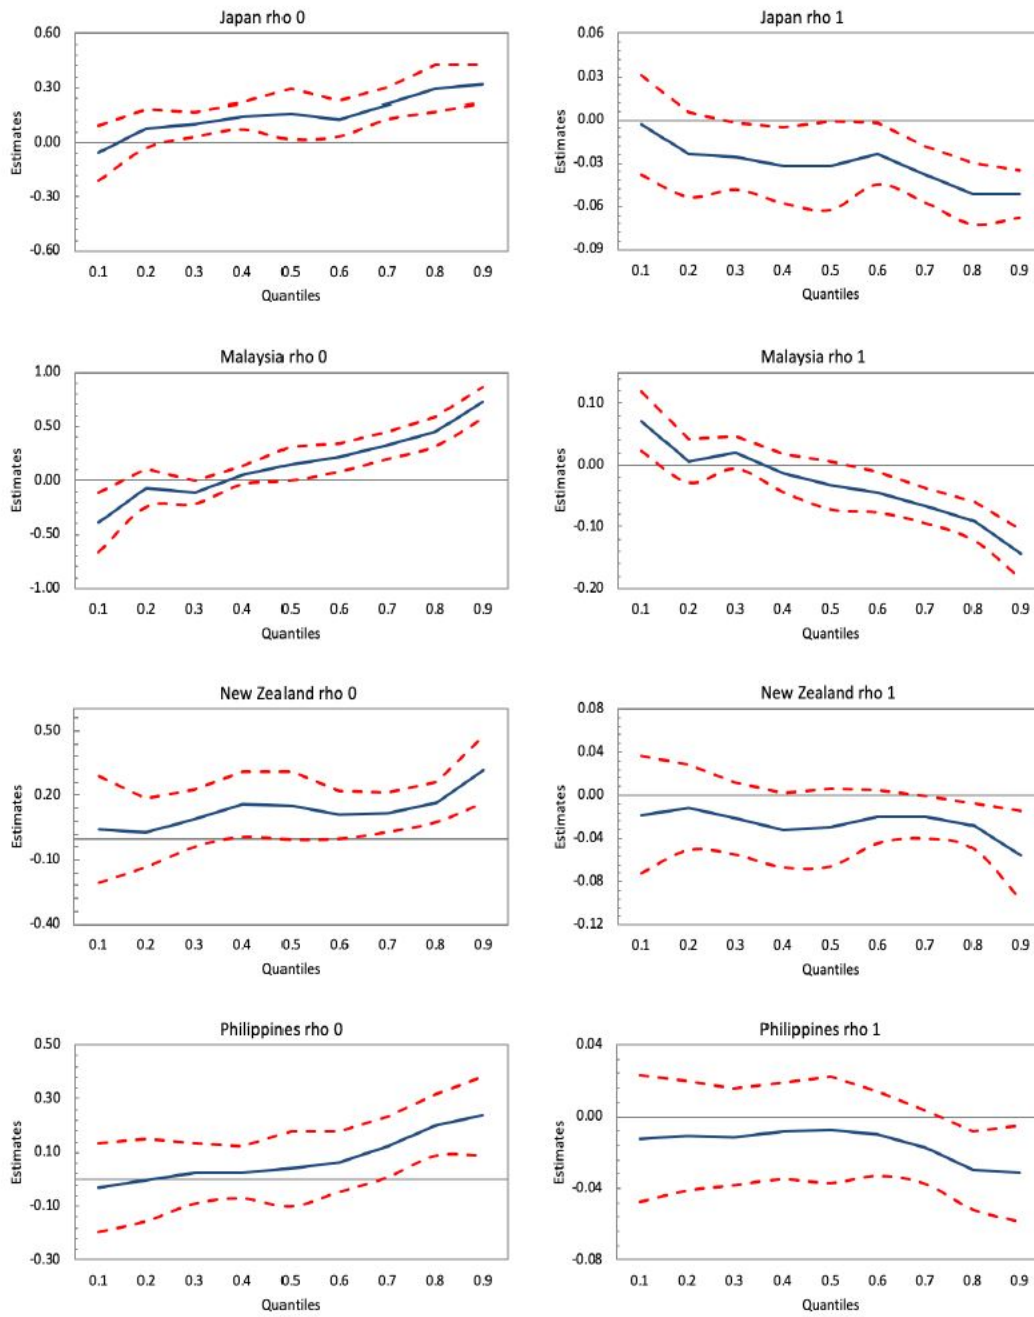 Japan rho 0
0.60
0.30
0.00
-0.30
-0.60
Estimates
0.1 0.2 0.3 0.4 0.5 0.6 0.7 0.8 0.9
Quantiles
Japan rho 1
0.06
0.03
0.00
-0.03
-0.06
-0.09
Estimates
0.1 0.2 0.3 0.4 0.5 0.6 0.7 0.8 0.9
Quantiles
Malaysia rho 0
1.00
0.50
0.00
-0.50
-1.00
Estimates
0.1 0.2 0.3 0.4 0.5 0.6 0.7 0.8 0.9
Quantiles
Malaysia rho 1
0.10
0.00
-0.10
-0.20
Estimates
0.1 0.2 0.3 0.4 0.5 0.6 0.7 0.8 0.9
Quantiles
New Zealand rho 0
0.50
0.20
-0.10
-0.40
Estimates
0.1 0.2 0.3 0.4 0.5 0.6 0.7 0.8 0.9
Quantiles
New Zealand rho 1
0.08
0.04
0.00
-0.04
-0.08
-0.12
Estimates
0.1 0.2 0.3 0.4 0.5 0.6 0.7 0.8 0.9
Quantiles
Philippines rho 0
0.50
0.30
0.10
-0.10
-0.30
Estimates
0.1 0.2 0.3 0.4 0.5 0.6 0.7 0.8 0.9
Quantiles
Philippines rho 1
0.04
0.00
-0.04
-0.08
Estimates
0.1 0.2 0.3 0.4 0.5 0.6 0.7 0.8 0.9
Quantiles